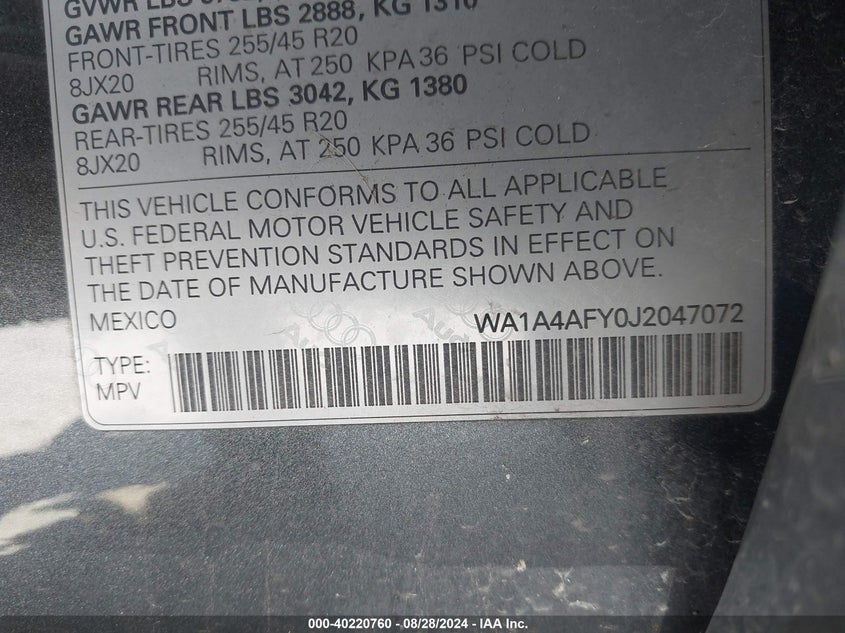 GVWR LBS
GAWR FRONT LBS 2888, KG 1310
FRONT-TIRES 255/45 R20
8JX20 RIMS, AT 250 KPA 36 PSI COLD
GAWR REAR LBS 3042, KG 1380
REAR-TIRES 255/45 R20
8JX20 RIMS, AT 250 KPA 36 PSI COLD
THIS VEHICLE CONFORMS TO ALL APPLICABLE
U.S. FEDERAL MOTOR VEHICLE SAFETY AND
THEFT PREVENTION STANDARDS IN EFFECT ON
THE DATE OF MANUFACTURE SHOWN ABOVE.
MEXICO WA1A4AFY0J2047072
TYPE:
MPV
000-40220760 - 08/28/2024 - IAA Inc.